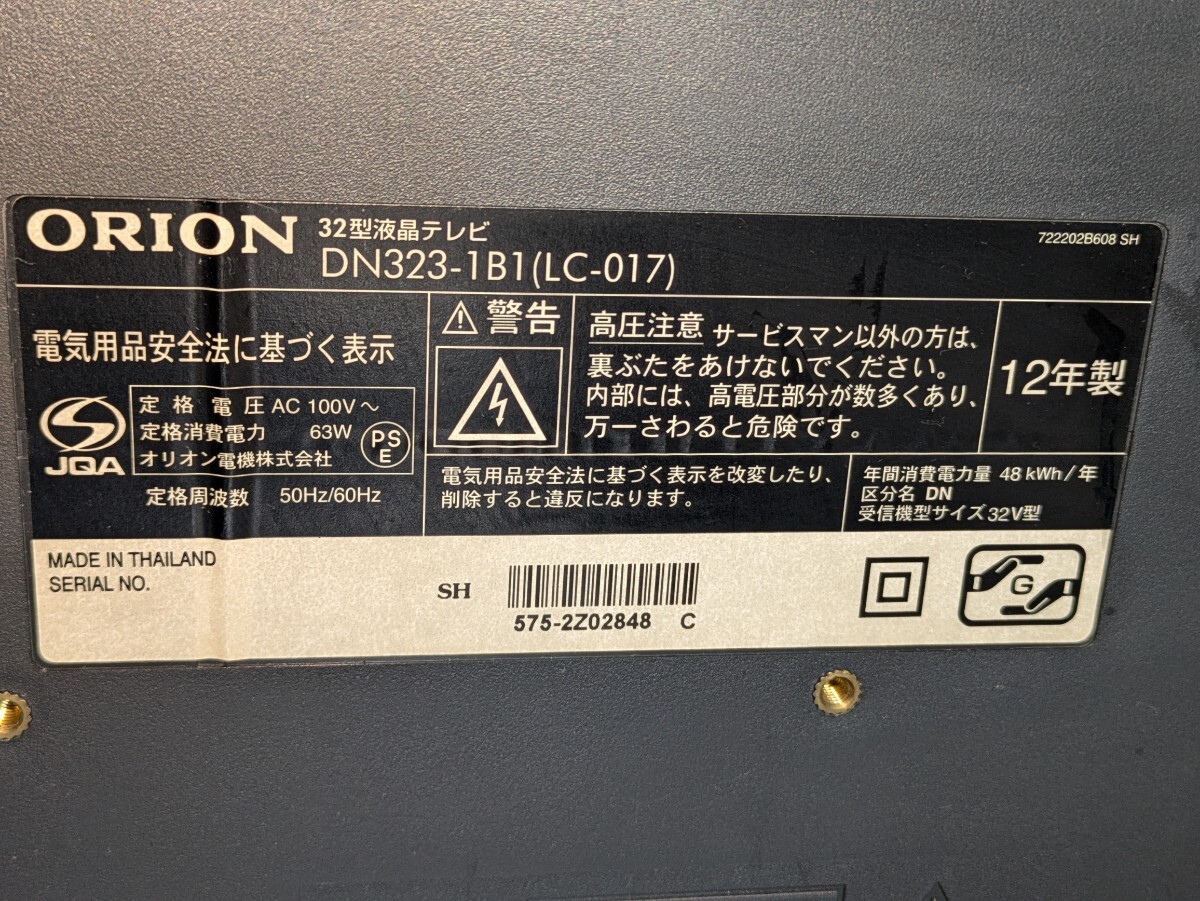 ORION 32型液晶テレビ
DN323-1B1(LC-017)
722202B608 SH
電気用品安全法に基づく表示
JQA
定格電圧 AC 100V～
定格消費電力 63W
オリオン電機株式会社
PSE
定格周波数 50Hz/60Hz
警告
高圧注意 サービスマン以外の方は、
裏ぶたをあけないでください。
内部には、高電圧部分が数多くあり、
万一さわると危険です。
12年製
電気用品安全法に基づく表示を改変したり、
削除すると違反になります。
年間消費電力量 48 kWh/年
区分名 DN
受信機型サイズ 32V型
MADE IN THAILAND
SERIAL NO.
SH
575-2Z02848 C
G